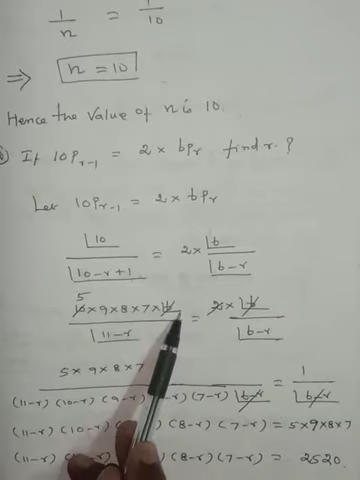 1/n = 1/10
⇒ n = 10
Hence the Value of n is 10.
If 10P_{r-1} = 2 × 6P_r find r.?
Let 10P_{r-1} = 2 × 6P_r
|10 / |10-r+1 = 2 × |6 / |6-r
5
10 × 9 × 8 × 7 × |6 / |11-r = 2 × |6 / |6-r
5 × 9 × 8 × 7 / (11-r) (10-r) (9-r) (8-r) (7-r) |6-r = 1 / |6-r
(11-r) (10-r) (8-r) (7-r) = 5×9×8×7
(11-r) (8-r) (7-r) = 2520.